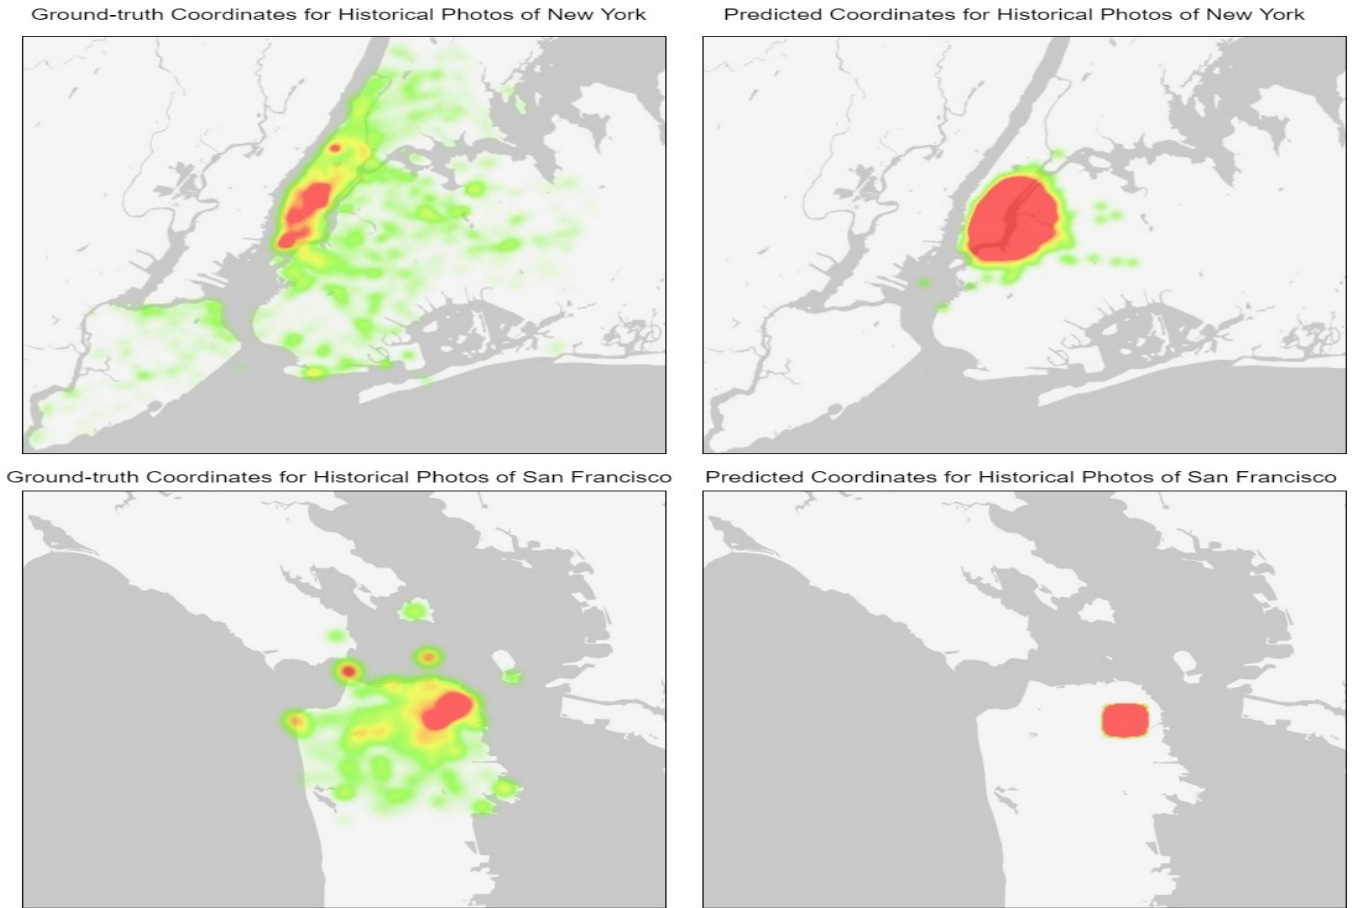 Ground-truth Coordinates for Historical Photos of New York
Predicted Coordinates for Historical Photos of New York
Ground-truth Coordinates for Historical Photos of San Francisco
Predicted Coordinates for Historical Photos of San Francisco